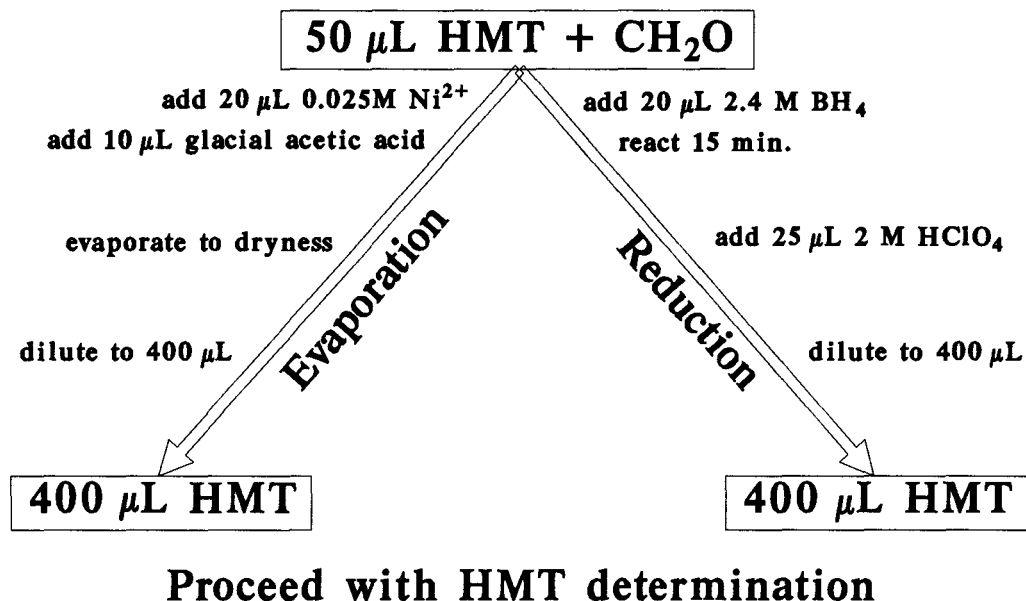 50 μL HMT + CH₂O
add 20 μL 0.025M Ni²⁺
add 10 μL glacial acetic acid
evaporate to dryness
dilute to 400 μL
Evaporation
400 μL HMT
add 20 μL 2.4 M BH₄
react 15 min.
add 25 μL 2 M HClO₄
dilute to 400 μL
Reduction
400 μL HMT
Proceed with HMT determination